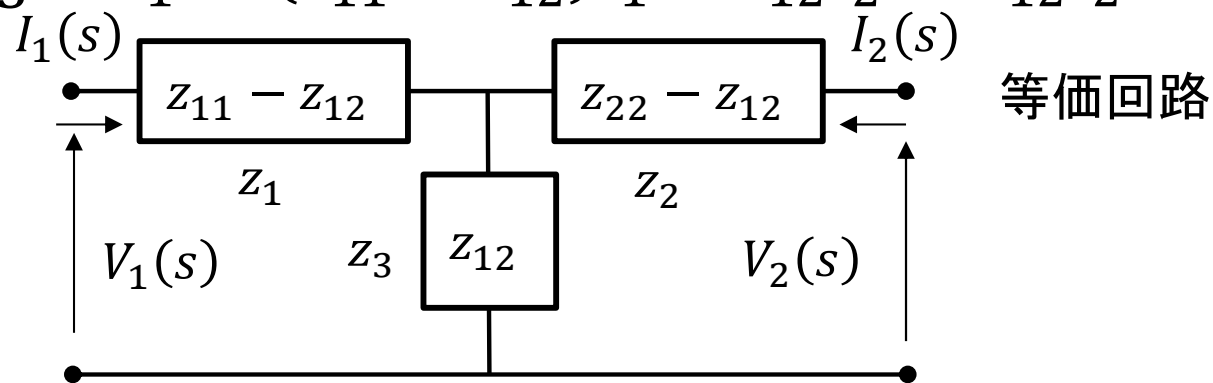 I₁(s) I₂(s)
z₁₁ − z₁₂ z₂₂ − z₁₂ 等価回路
z₁ z₂
V₁(s) z₃ z₁₂ V₂(s)